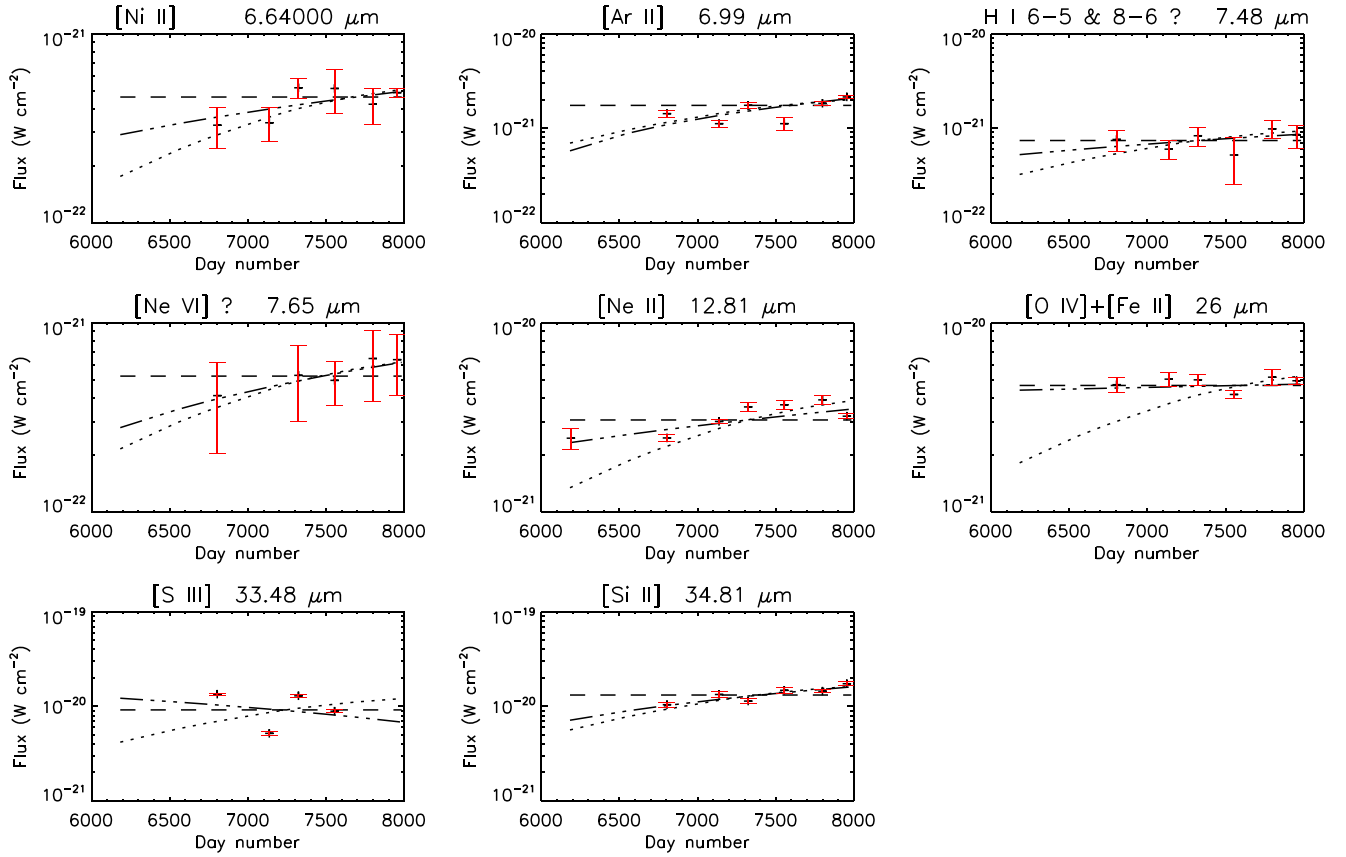 [Ni II] 6.64000 μm
10⁻²¹
10⁻²²
Flux (W cm⁻²)
6000 6500 7000 7500 8000
Day number
[Ar II] 6.99 μm
10⁻²⁰
10⁻²¹
10⁻²²
Flux (W cm⁻²)
6000 6500 7000 7500 8000
Day number
H I 6−5 & 8−6 ? 7.48 μm
10⁻²⁰
10⁻²¹
10⁻²²
Flux (W cm⁻²)
6000 6500 7000 7500 8000
Day number
[Ne VI] ? 7.65 μm
10⁻²¹
10⁻²²
Flux (W cm⁻²)
6000 6500 7000 7500 8000
Day number
[Ne II] 12.81 μm
10⁻²⁰
10⁻²¹
Flux (W cm⁻²)
6000 6500 7000 7500 8000
Day number
[O IV]+[Fe II] 26 μm
10⁻²⁰
10⁻²¹
Flux (W cm⁻²)
6000 6500 7000 7500 8000
Day number
[S III] 33.48 μm
10⁻¹⁹
10⁻²⁰
10⁻²¹
Flux (W cm⁻²)
6000 6500 7000 7500 8000
Day number
[Si II] 34.81 μm
10⁻¹⁹
10⁻²⁰
10⁻²¹
Flux (W cm⁻²)
6000 6500 7000 7500 8000
Day number